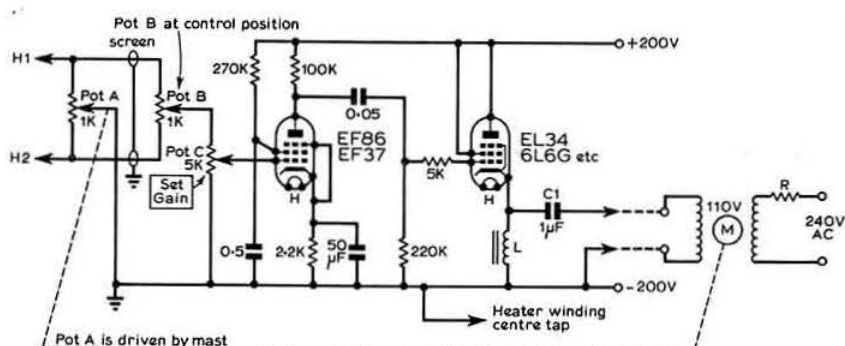 Pot B at control position
screen
H1
270K
100K
+200V
Pot A
1K
Pot B
1K
0·05
EF86
EF37
EL34
6L6G etc
H2
Pot C
5K
Set
Gain
5K
H
H
C1
1µF
110V
M
R
240V
AC
0·5
2·2K
50
µF
220K
L
-200V
Heater winding
centre tap
Pot A is driven by mast